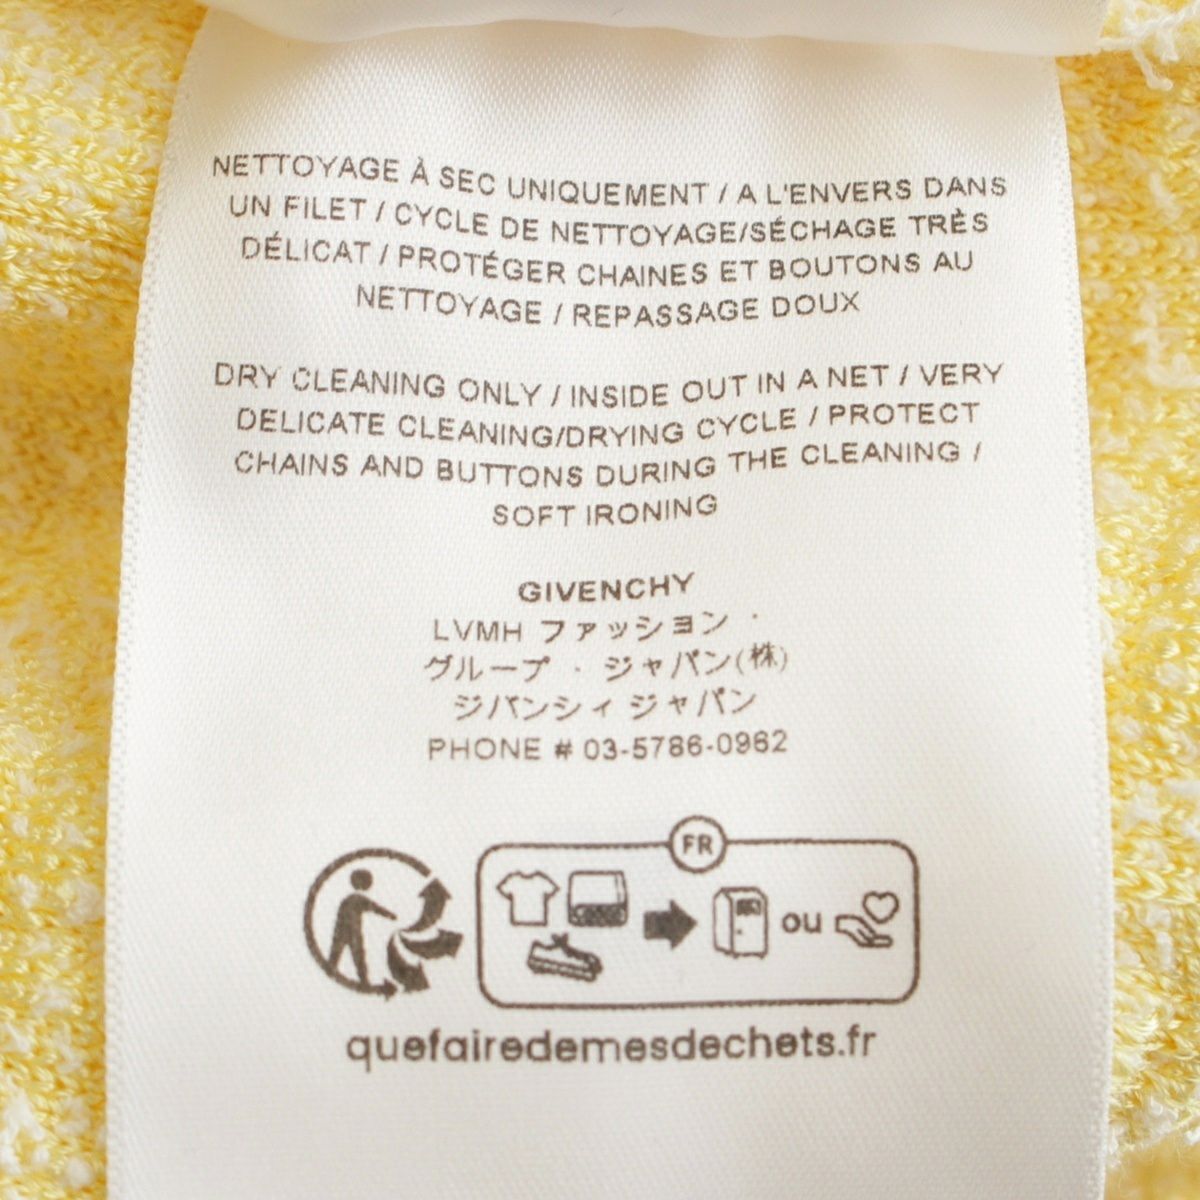 NETTOYAGE À SEC UNIQUEMENT / A L'ENVERS DANS
UN FILET / CYCLE DE NETTOYAGE/SÉCHAGE TRÈS
DÉLICAT / PROTÉGER CHAINES ET BOUTONS AU
NETTOYAGE / REPASSAGE DOUX
DRY CLEANING ONLY / INSIDE OUT IN A NET / VERY
DELICATE CLEANING/DRYING CYCLE / PROTECT
CHAINS AND BUTTONS DURING THE CLEANING /
SOFT IRONING
GIVENCHY
LVMH ファッション ·
グループ · ジャパン(株)
ジバンシィ ジャパン
PHONE # 03-5786-0962
FR
ou
quefairedemesdechets.fr